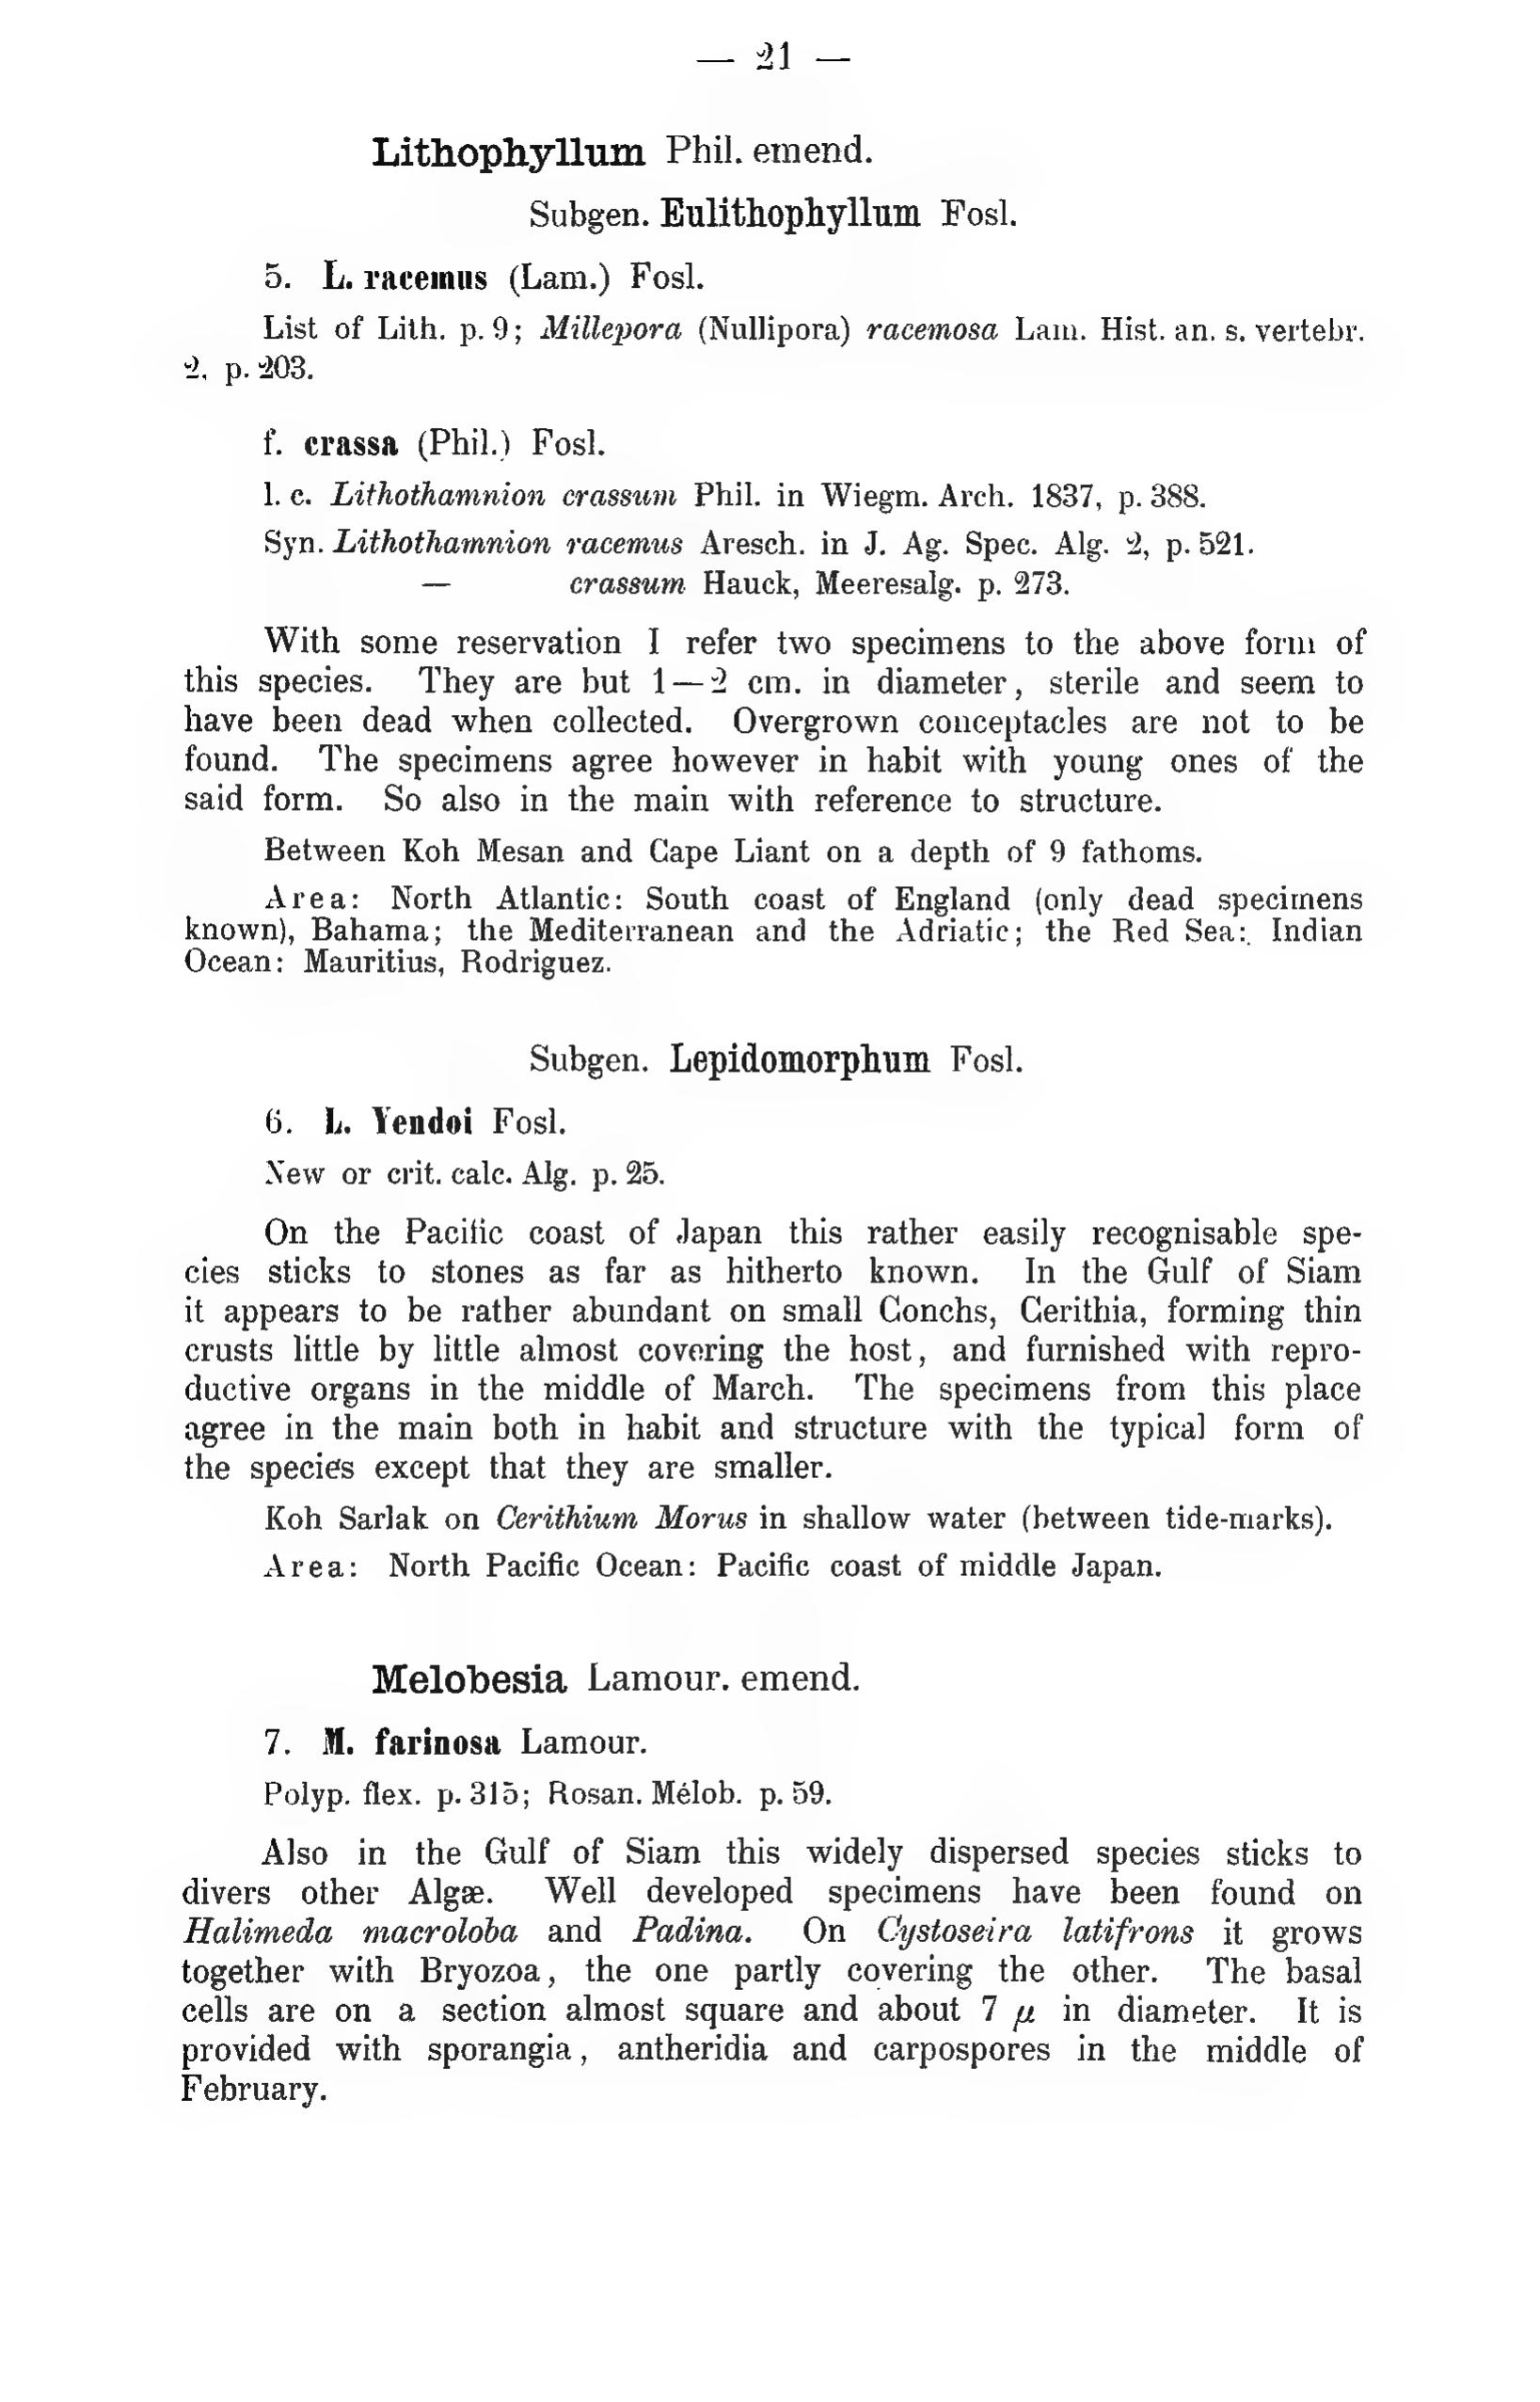 — 21 —
Lithophyllum Phil. emend.
Subgen. Eulithophyllum Fosl.
5. L. racemus (Lam.) Fosl.
List of Lith. p. 9; Millepora (Nullipora) racemosa Lam. Hist. an. s. vertebr.
2, p. 203.
f. crassa (Phil.) Fosl.
l. c. Lithothamnion crassum Phil. in Wiegm. Arch. 1837, p. 388.
Syn. Lithothamnion racemus Aresch. in J. Ag. Spec. Alg. 2, p. 521.
— crassum Hauck, Meeresalg. p. 273.
With some reservation I refer two specimens to the above form of
this species. They are but 1—2 cm. in diameter, sterile and seem to
have been dead when collected. Overgrown conceptacles are not to be
found. The specimens agree however in habit with young ones of the
said form. So also in the main with reference to structure.
Between Koh Mesan and Cape Liant on a depth of 9 fathoms.
Area: North Atlantic: South coast of England (only dead specimens
known), Bahama; the Mediterranean and the Adriatic; the Red Sea: Indian
Ocean: Mauritius, Rodriguez.
Subgen. Lepidomorphum Fosl.
6. L. Yendoi Fosl.
New or crit. calc. Alg. p. 25.
On the Pacific coast of Japan this rather easily recognisable spe-
cies sticks to stones as far as hitherto known. In the Gulf of Siam
it appears to be rather abundant on small Conchs, Cerithia, forming thin
crusts little by little almost covering the host, and furnished with repro-
ductive organs in the middle of March. The specimens from this place
agree in the main both in habit and structure with the typical form of
the species except that they are smaller.
Koh Sarlak on Cerithium Morus in shallow water (between tide-marks).
Area: North Pacific Ocean: Pacific coast of middle Japan.
Melobesia Lamour. emend.
7. M. farinosa Lamour.
Polyp. flex. p. 315; Rosan. Mélob. p. 59.
Also in the Gulf of Siam this widely dispersed species sticks to
divers other Algæ. Well developed specimens have been found on
Halimeda macroloba and Padina. On Cystoseira latifrons it grows
together with Bryozoa, the one partly covering the other. The basal
cells are on a section almost square and about 7 µ in diameter. It is
provided with sporangia, antheridia and carpospores in the middle of
February.